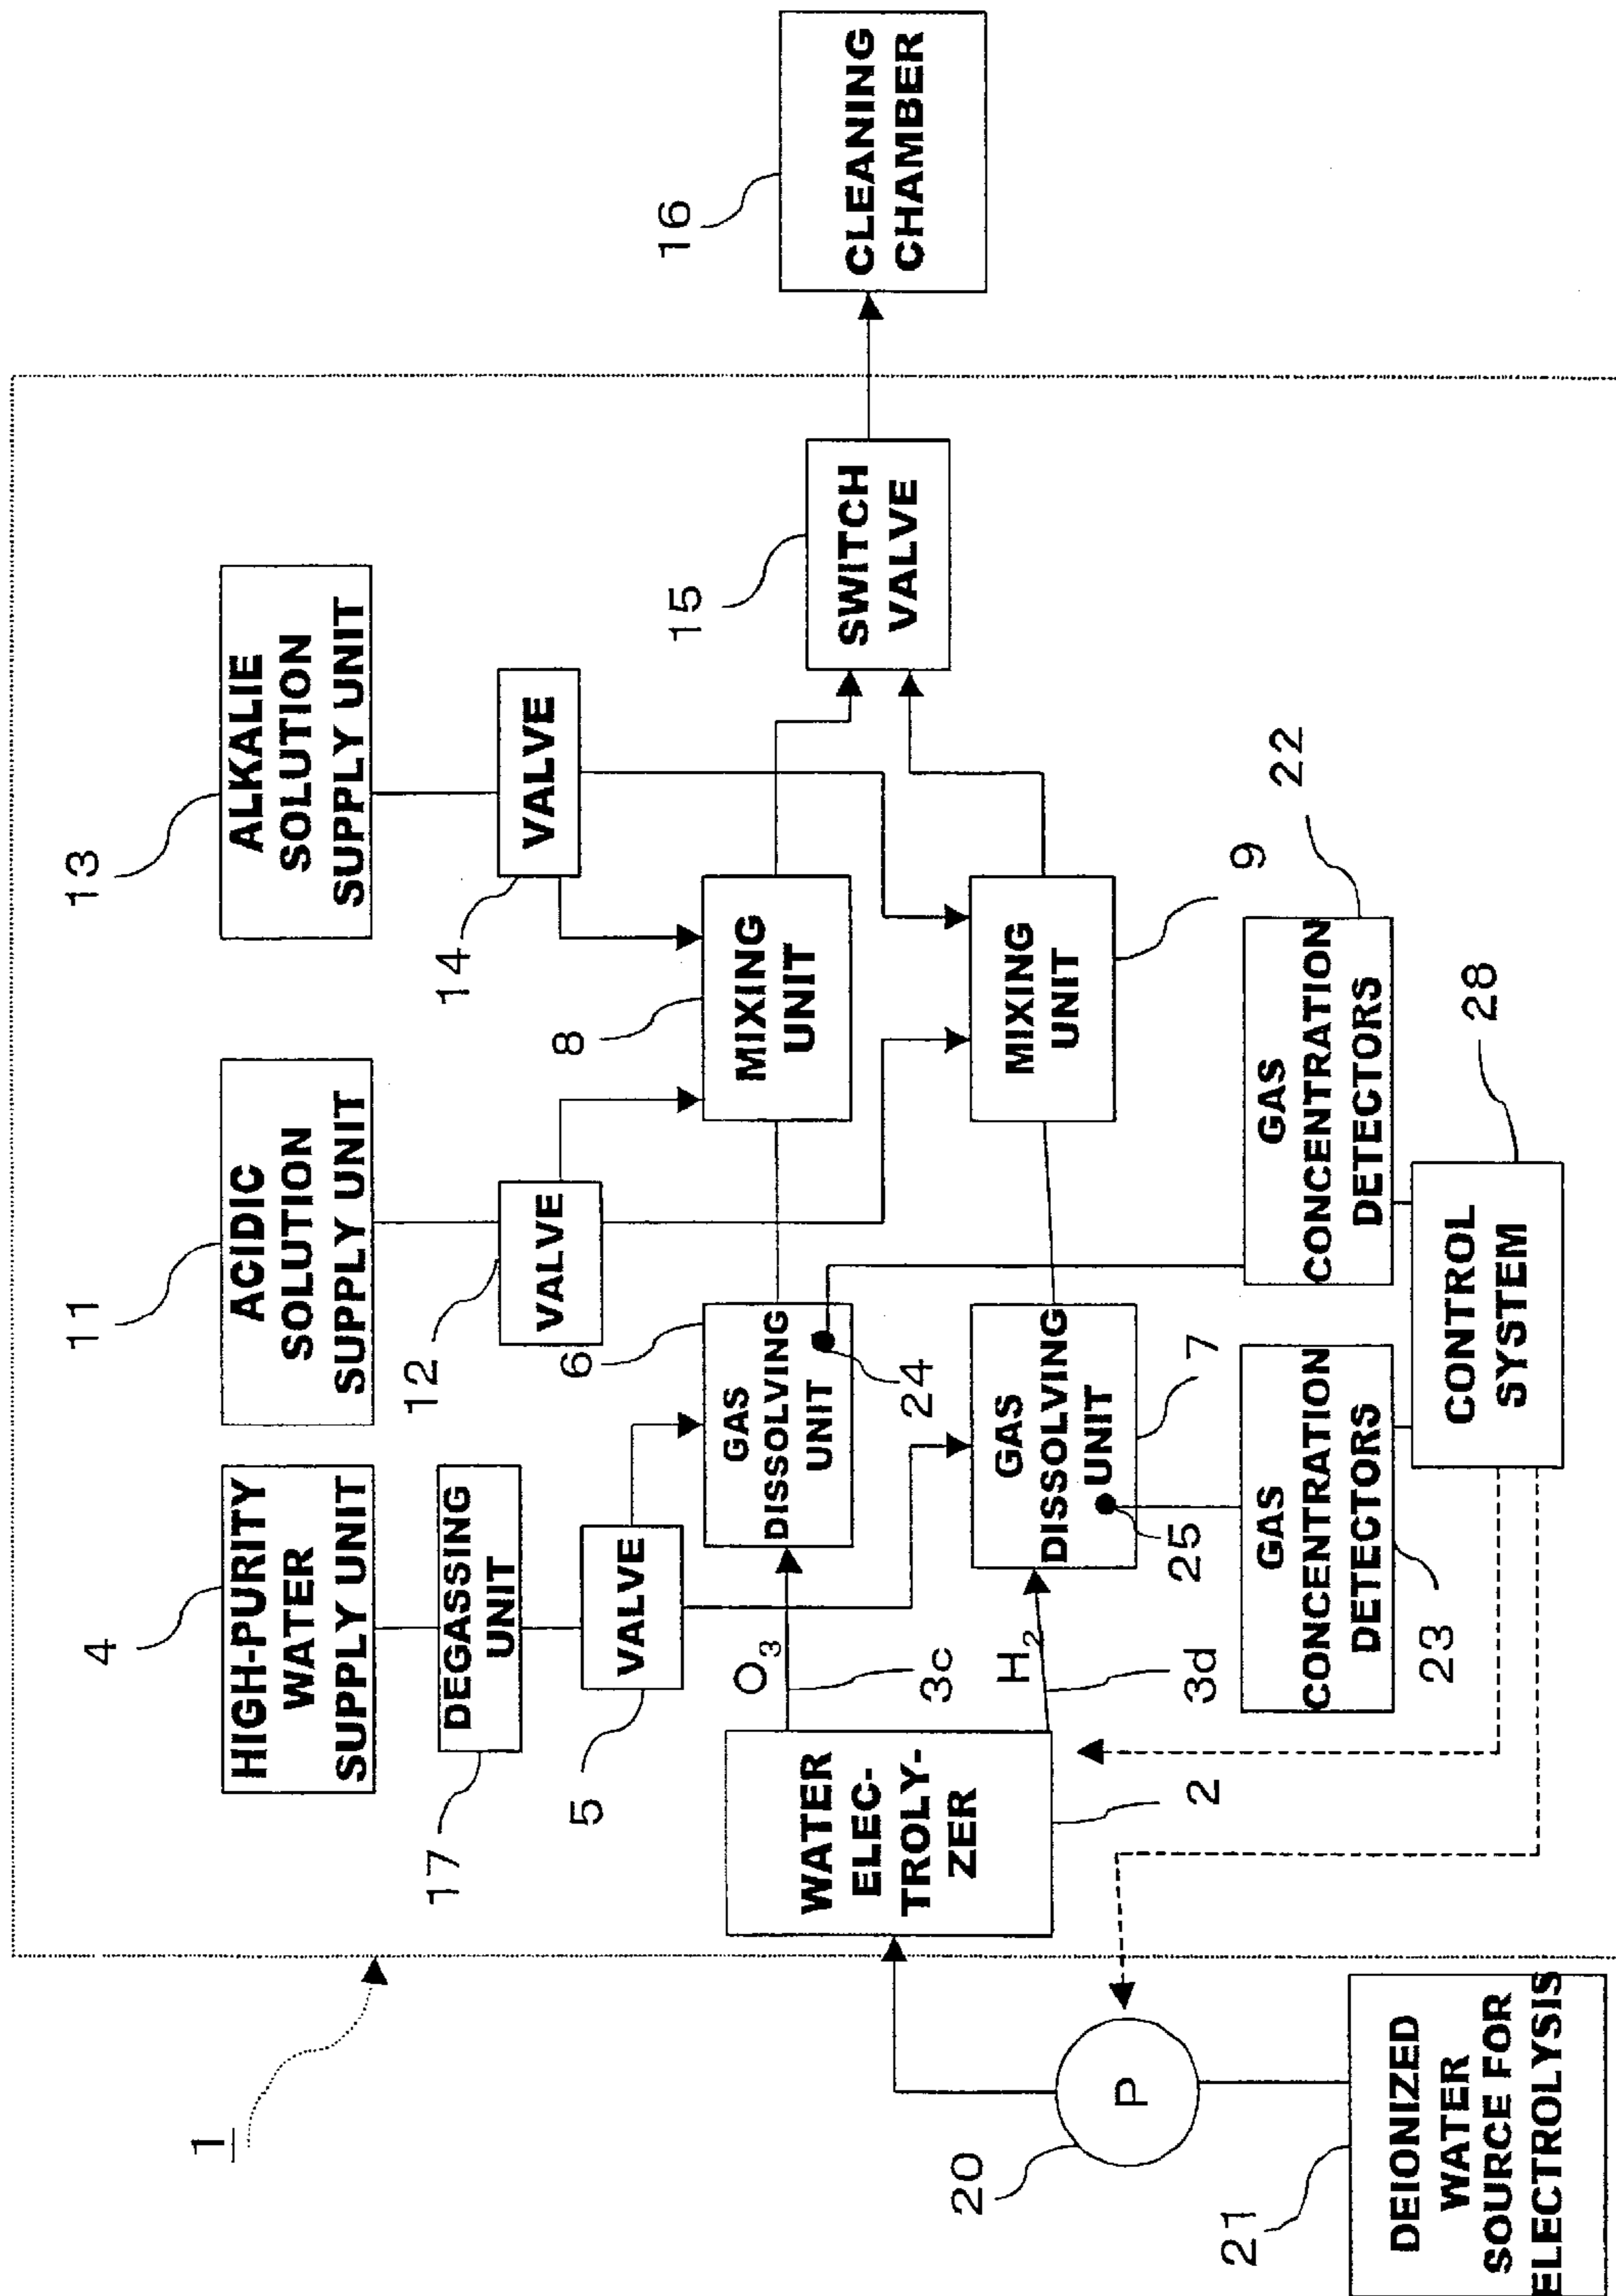 1
4
HIGH-PURITY
WATER
SUPPLY UNIT
11
ACIDIC
SOLUTION
SUPPLY UNIT
13
ALKALIE
SOLUTION
SUPPLY UNIT
17
DEGASSING
UNIT
12
VALVE
14
VALVE
5
VALVE
WATER
ELEC-
TROLY-
ZER
2
O3
3c
H2
3d
6
GAS
DISSOLVING
UNIT
24
8
MIXING
UNIT
15
SWITCH
VALVE
16
CLEANING
CHAMBER
GAS
DISSOLVING
UNIT
7
25
MIXING
UNIT
9
20
P
21
DEIONIZED
WATER
SOURCE FOR
ELECTROLYSIS
GAS
CONCENTRATION
DETECTORS
23
GAS
CONCENTRATION
DETECTORS
22
CONTROL
SYSTEM
28